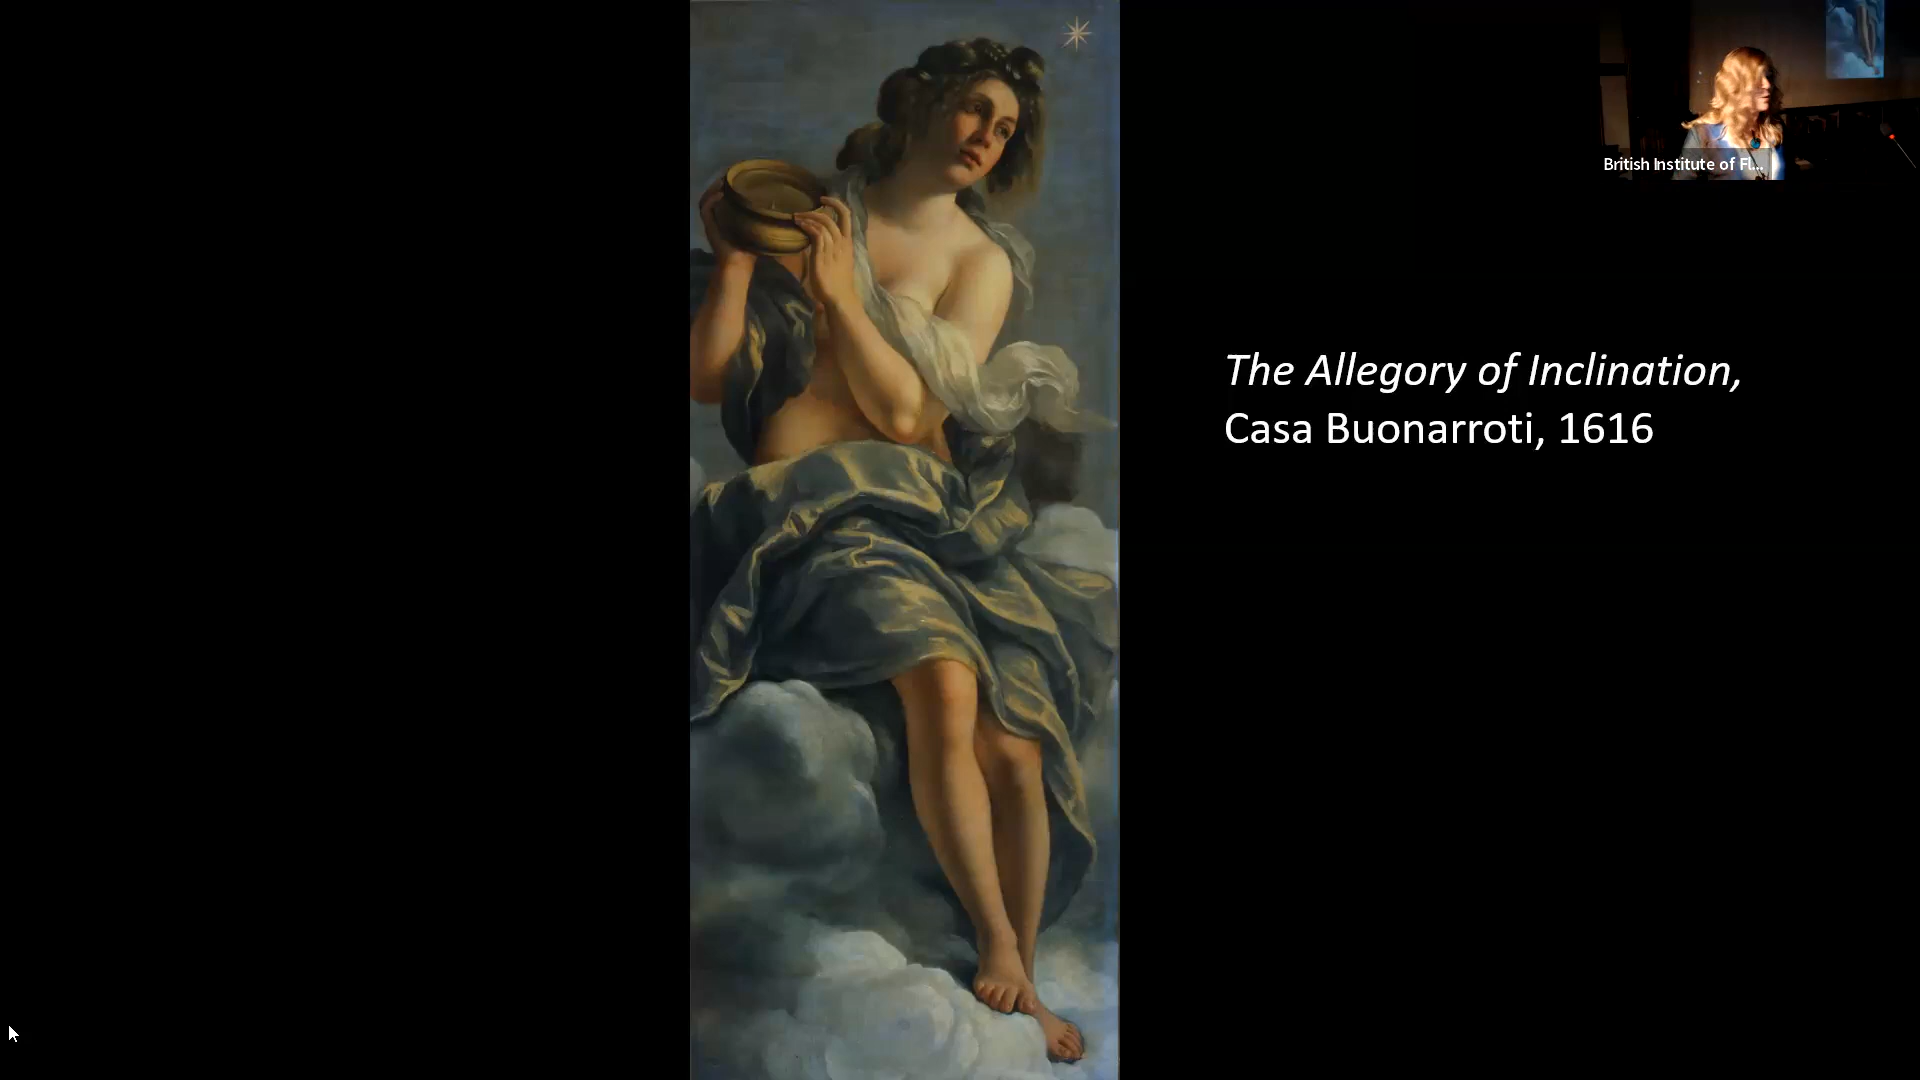 British Institute of Fl...
The Allegory of Inclination,
Casa Buonarroti, 1616